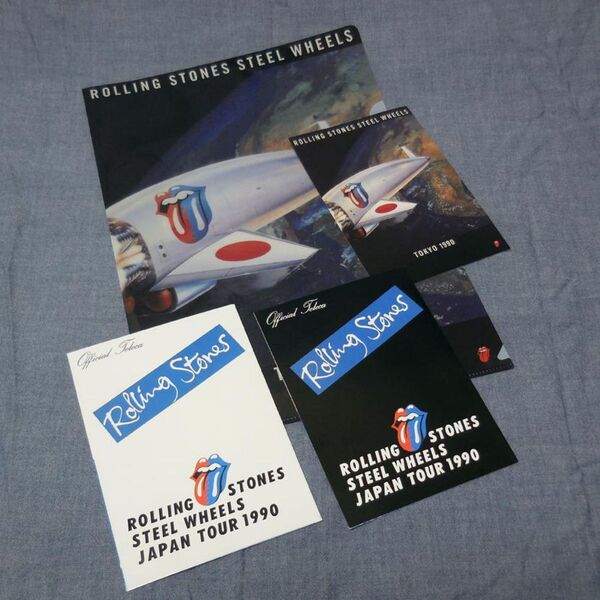 ROLLING STONES STEEL WHEELS
ROLLING STONES STEEL WHEELS
TOKYO 1990
Official Teleca
Rolling Stones
ROLLING STONES
STEEL WHEELS
JAPAN TOUR 1990
Official Teleca
Rolling Stones
ROLLING STONES
STEEL WHEELS
JAPAN TOUR 1990